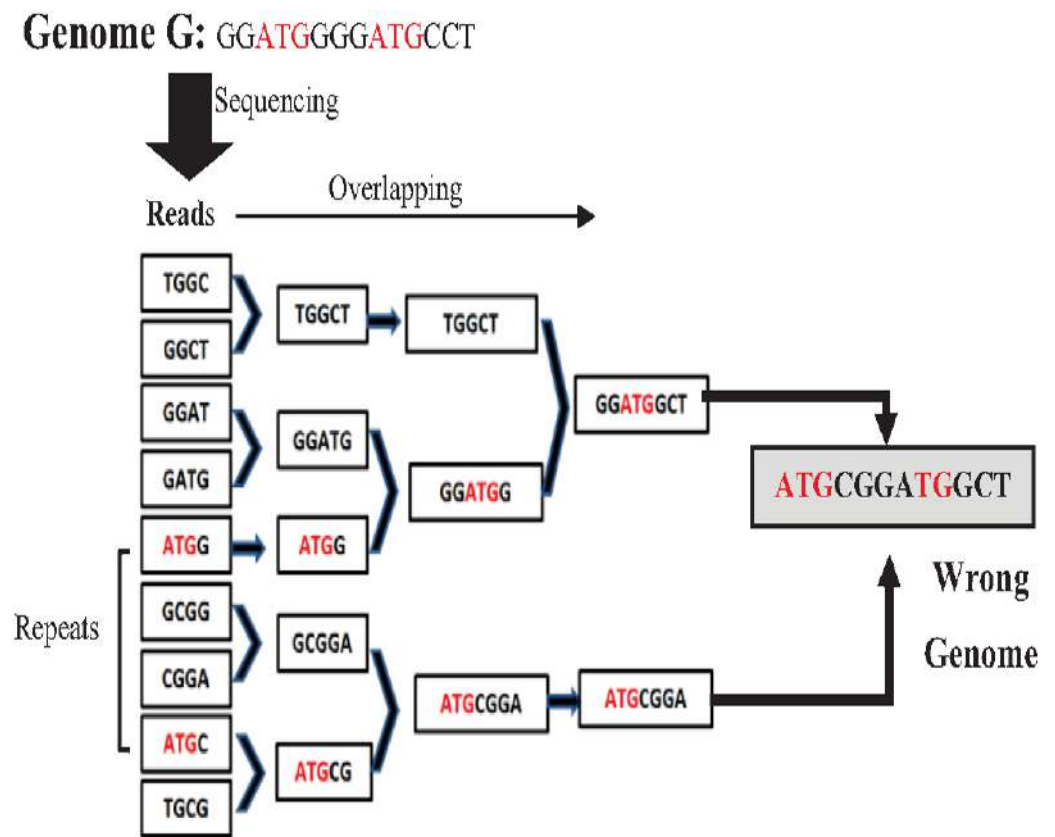 Genome G: GGATGGGGATGCCT
Sequencing
Reads
Overlapping
TGGC
GGCT
GGAT
GATG
ATGG
GCGG
CGGA
ATGC
TGCG
Repeats
TGGCT
GGATG
ATGG
GCGGA
ATGCG
TGGCT
GGATGG
ATGCGGA
GGATGGCT
ATGCGGA
ATGCGGATGGCT
Wrong
Genome